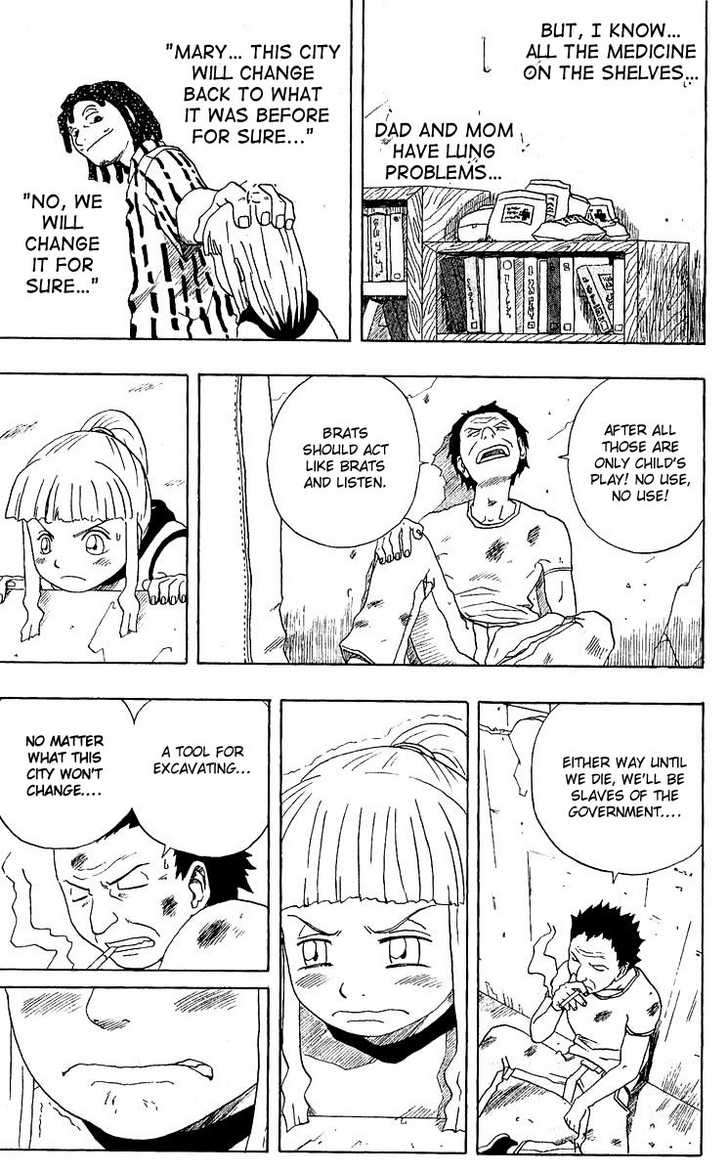 BUT, I KNOW...
ALL THE MEDICINE
ON THE SHELVES...
DAD AND MOM
HAVE LUNG
PROBLEMS...
"MARY... THIS CITY
WILL CHANGE
BACK TO WHAT
IT WAS BEFORE
FOR SURE..."
"NO, WE
WILL
CHANGE
IT FOR
SURE..."
AFTER ALL
THOSE ARE
ONLY CHILD'S
PLAY! NO USE,
NO USE!
BRATS
SHOULD ACT
LIKE BRATS
AND LISTEN.
EITHER WAY UNTIL
WE DIE, WE'LL BE
SLAVES OF THE
GOVERNMENT....
A TOOL FOR
EXCAVATING...
NO MATTER
WHAT THIS
CITY WON'T
CHANGE....